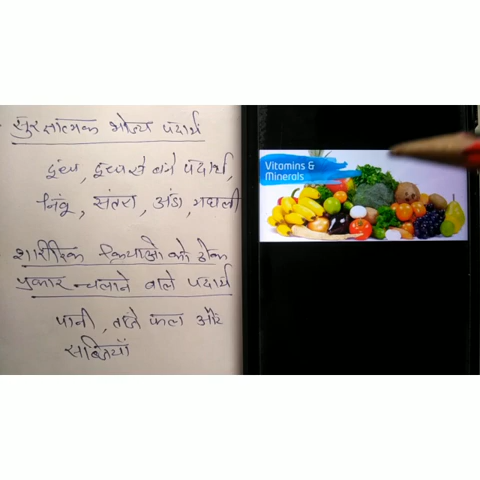 सुरक्षात्मक भोज्य पदार्थ
दूध, दूध से बने पदार्थ,
निंबू, संतरा, अंडा, मछली
शारीरिक क्रियाओ को ठीक
प्रकार चलाने वाले पदार्थ
पानी, ताजे फल और
सब्जियाँ
Vitamins &
Minerals